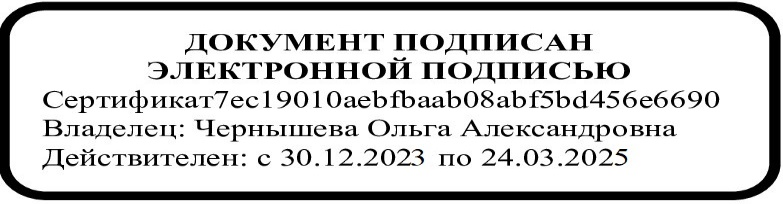 ДОКУМЕНТ ПОДПИСАН
ЭЛЕКТРОННОЙ ПОДПИСЬЮ
Сертификат7ec19010aebfbaab08abf5bd456e6690
Владелец: Чернышева Ольга Александровна
Действителен: с 30.12.2023 по 24.03.2025